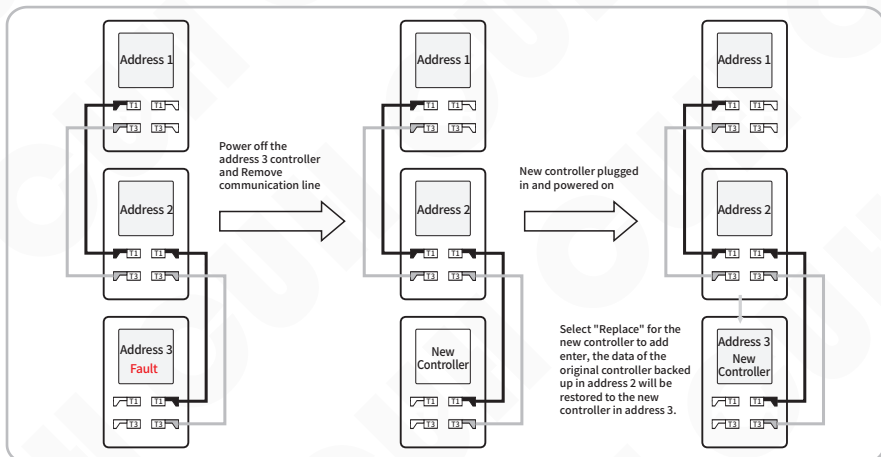 Address 1
T1 T1
T3 T3
Address 2
T1 T1
T3 T3
Address 3
Fault
T1 T1
T3 T3
Power off the
address 3 controller
and Remove
communication line
Address 1
T1 T1
T3 T3
Address 2
T1 T1
T3 T3
New
Controller
T1 T1
T3 T3
New controller plugged
in and powered on
Select "Replace" for the
new controller to add
enter, the data of the
original controller backed
up in address 2 will be
restored to the new
controller in address 3.
Address 1
T1 T1
T3 T3
Address 2
T1 T1
T3 T3
Address 3
New
Controller
T1 T1
T3 T3